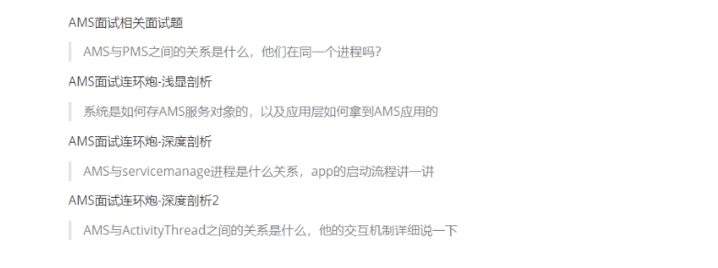 AMS面试相关面试题
AMS与PMS之间的关系是什么，他们在同一个进程吗?
AMS面试连环炮-浅显剖析
系统是如何存AMS服务对象的，以及应用层如何拿到AMS应用的
AMS面试连环炮-深度剖析
AMS与servicemanage进程是什么关系，app的启动流程讲一讲
AMS面试连环炮-深度剖析2
AMS与ActivityThread之间的关系是什么，他的交互机制详细说一下